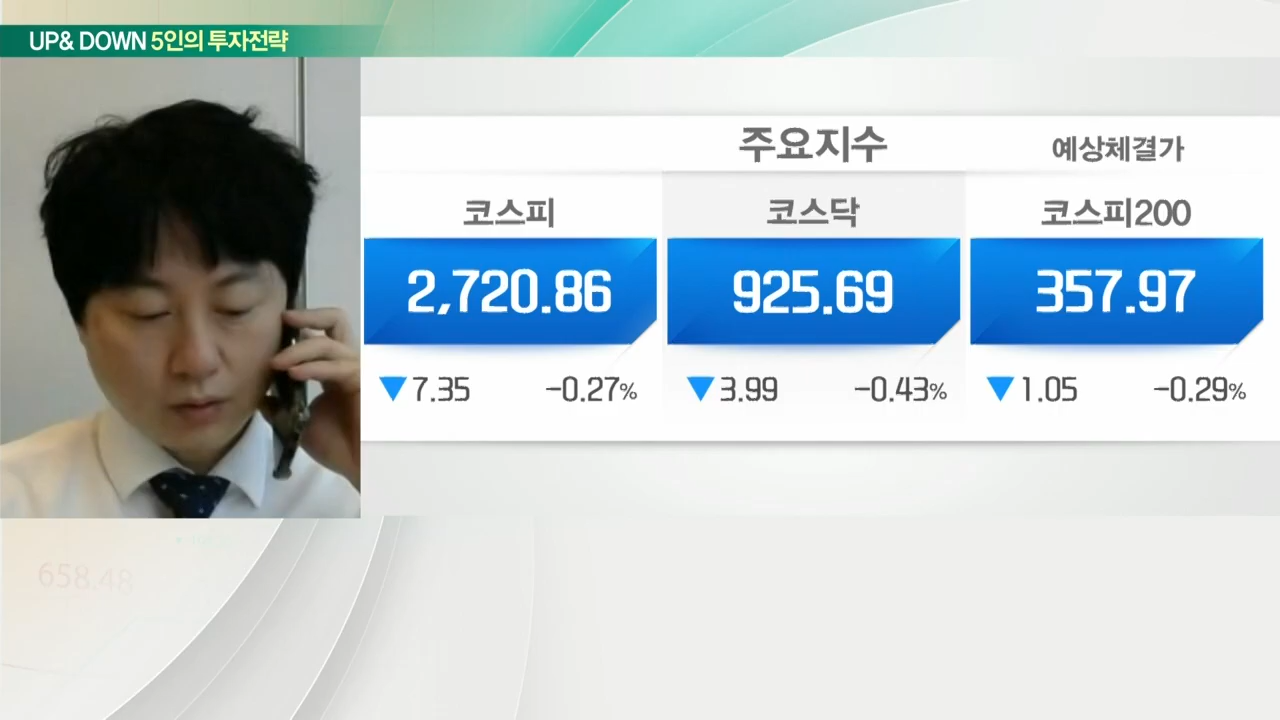 UP& DOWN 5인의 투자전략
주요지수 예상체결가
코스피 코스닥 코스피200
2,720.86 925.69 357.97
▼7.35 -0.27% ▼3.99 -0.43% ▼1.05 -0.29%
658.48